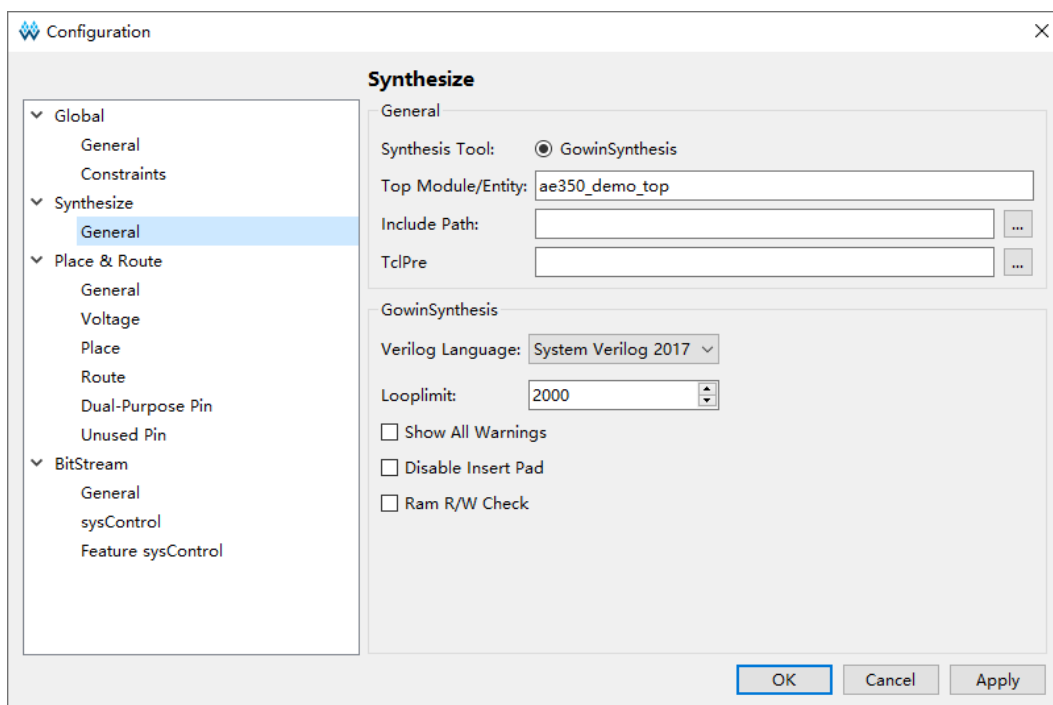 Configuration
Synthesize
Global
General
Constraints
Synthesize
General
Place & Route
General
Voltage
Place
Route
Dual-Purpose Pin
Unused Pin
BitStream
General
sysControl
Feature sysControl
General
Synthesis Tool: GowinSynthesis
Top Module/Entity: ae350_demo_top
Include Path: ...
TclPre ...
GowinSynthesis
Verilog Language: System Verilog 2017
Looplimit: 2000
Show All Warnings
Disable Insert Pad
Ram R/W Check
OK Cancel Apply